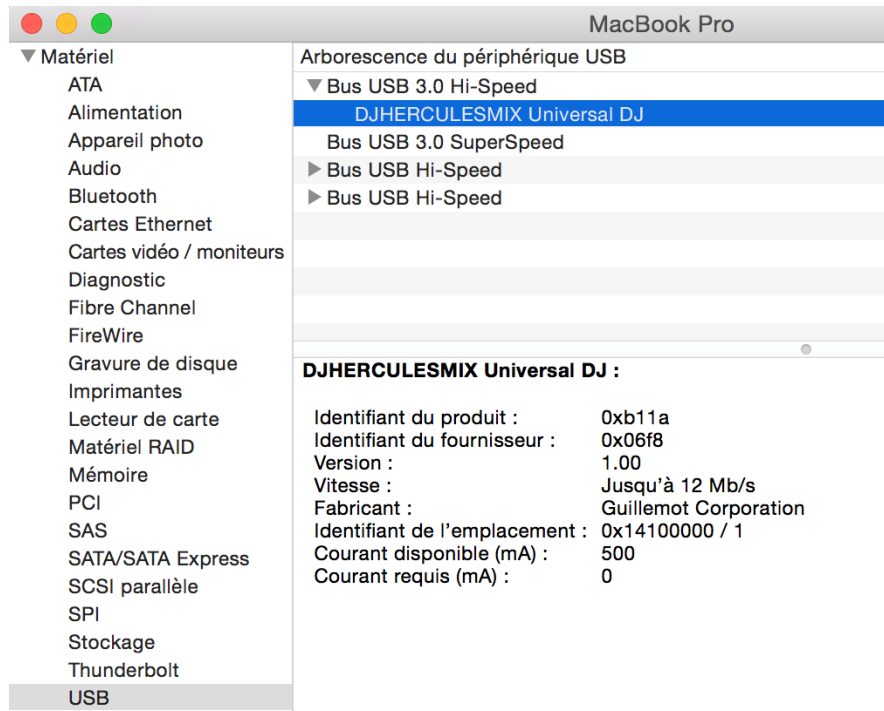 MacBook Pro
Matériel
ATA
Alimentation
Appareil photo
Audio
Bluetooth
Cartes Ethernet
Cartes vidéo / moniteurs
Diagnostic
Fibre Channel
FireWire
Gravure de disque
Imprimantes
Lecteur de carte
Matériel RAID
Mémoire
PCI
SAS
SATA/SATA Express
SCSI parallèle
SPI
Stockage
Thunderbolt
USB
Arborescence du périphérique USB
Bus USB 3.0 Hi-Speed
DJHERCULESMIX Universal DJ
Bus USB 3.0 SuperSpeed
Bus USB Hi-Speed
Bus USB Hi-Speed
DJHERCULESMIX Universal DJ :
Identifiant du produit : 0xb11a
Identifiant du fournisseur : 0x06f8
Version : 1.00
Vitesse : Jusqu'à 12 Mb/s
Fabricant : Guillemot Corporation
Identifiant de l'emplacement : 0x14100000 / 1
Courant disponible (mA) : 500
Courant requis (mA) : 0